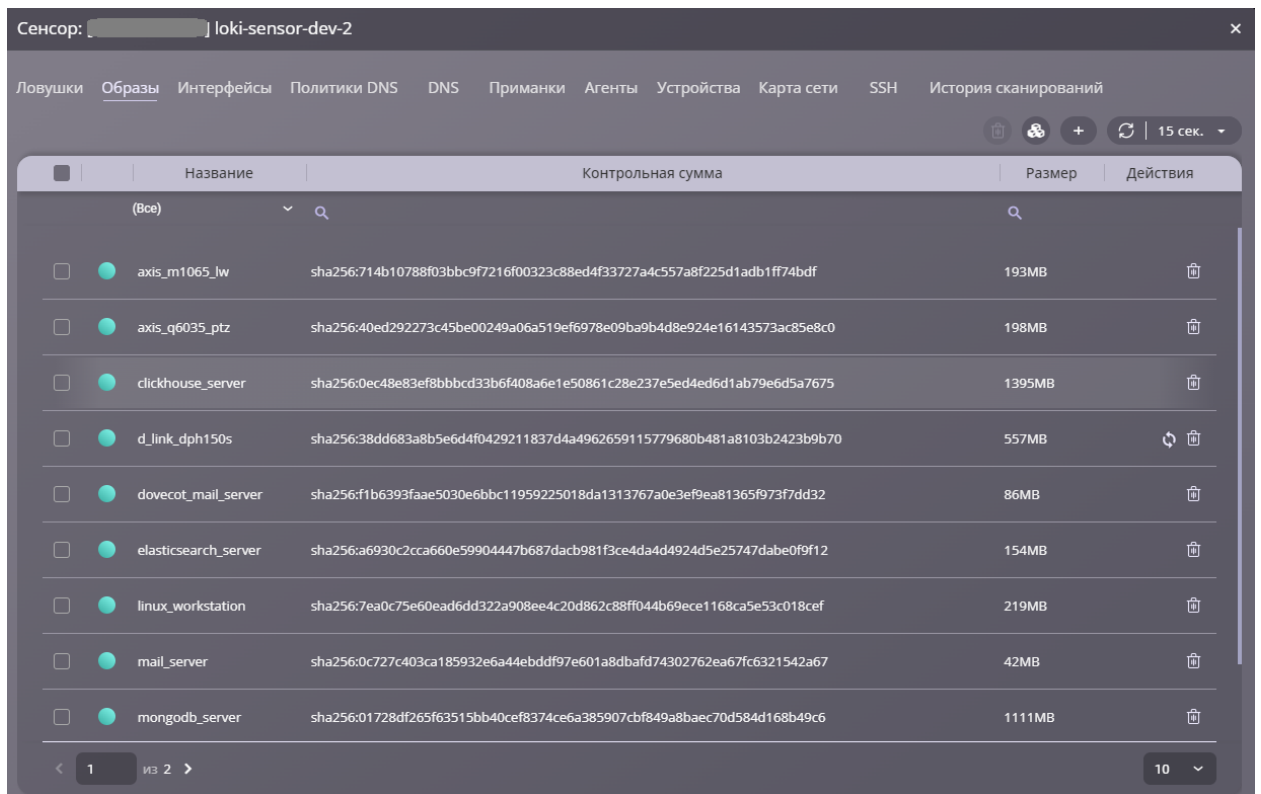 Сенсор: [ ] loki-sensor-dev-2
Ловушки Образы Интерфейсы Политики DNS DNS Приманки Агенты Устройства Карта сети SSH История сканирований
15 сек.
Название Контрольная сумма Размер Действия
(Все)
axis_m1065_lw sha256:714b10788f03bbc9f7216f00323c88ed4f33727a4c557a8f225d1adb1ff74bdf 193MB
axis_q6035_ptz sha256:40ed292273c45be00249a06a519ef6978e09ba9b4d8e924e16143573ac85e8c0 198MB
clickhouse_server sha256:0ec48e83ef8bbbcd33b6f408a6e1e50861c28e237e5ed4ed6d1ab79e6d5a7675 1395MB
d_link_dph150s sha256:38dd683a8b5e6d4f0429211837d4a4962659115779680b481a8103b2423b9b70 557MB
dovecot_mail_server sha256:f1b6393faae5030e6bbc11959225018da1313767a0e3ef9ea81365f973f7dd32 86MB
elasticsearch_server sha256:a6930c2cca660e59904447b687dacb981f3ce4da4d4924d5e25747dabe0f9f12 154MB
linux_workstation sha256:7ea0c75e60ead6dd322a908ee4c20d862c88ff044b69ece1168ca5e53c018cef 219MB
mail_server sha256:0c727c403ca185932e6a44ebddf97e601a8dbafd74302762ea67fc6321542a67 42MB
mongodb_server sha256:01728df265f63515bb40cef8374ce6a385907cbf849a8baec70d584d168b49c6 1111MB
1 из 2 10